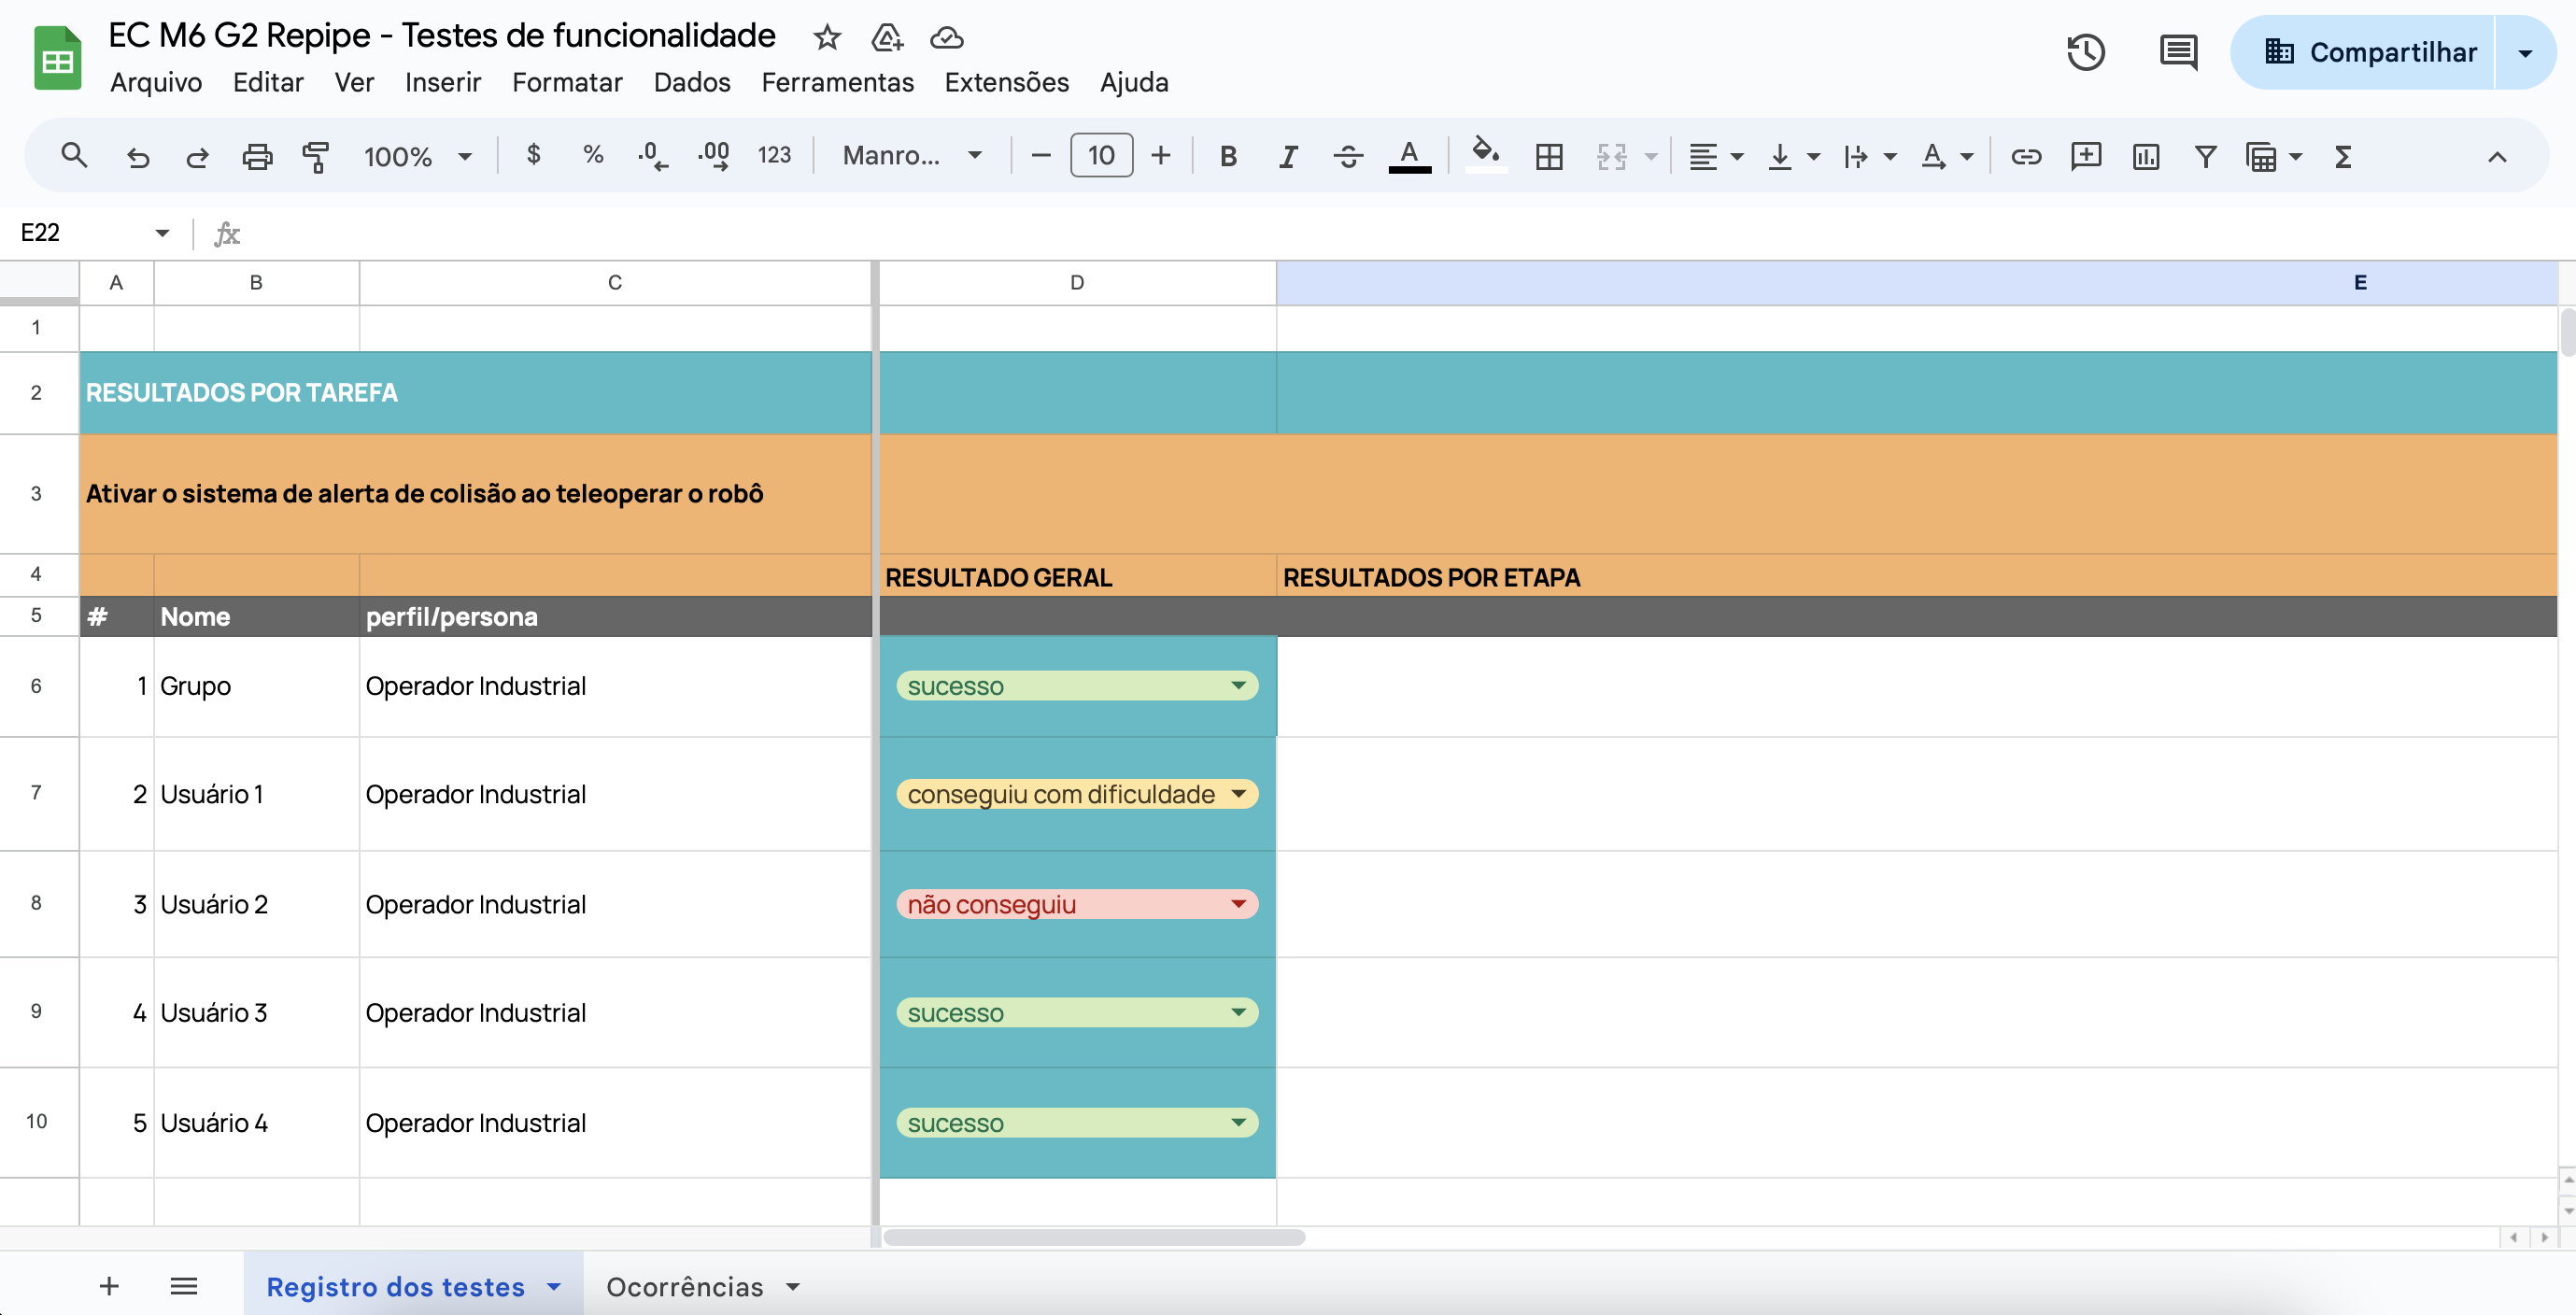 EC M6 G2 Repipe - Testes de funcionalidade
Arquivo Editar Ver Inserir Formatar Dados Ferramentas Extensões Ajuda
Compartilhar
100% $ % .0 .00 123 Manro... 10 B I S A
E22 fx
A B C D E
1
2 RESULTADOS POR TAREFA
3 Ativar o sistema de alerta de colisão ao teleoperar o robô
4 RESULTADO GERAL RESULTADOS POR ETAPA
5 # Nome perfil/persona
6 1 Grupo Operador Industrial sucesso
7 2 Usuário 1 Operador Industrial conseguiu com dificuldade
8 3 Usuário 2 Operador Industrial não conseguiu
9 4 Usuário 3 Operador Industrial sucesso
10 5 Usuário 4 Operador Industrial sucesso
Registro dos testes Ocorrências